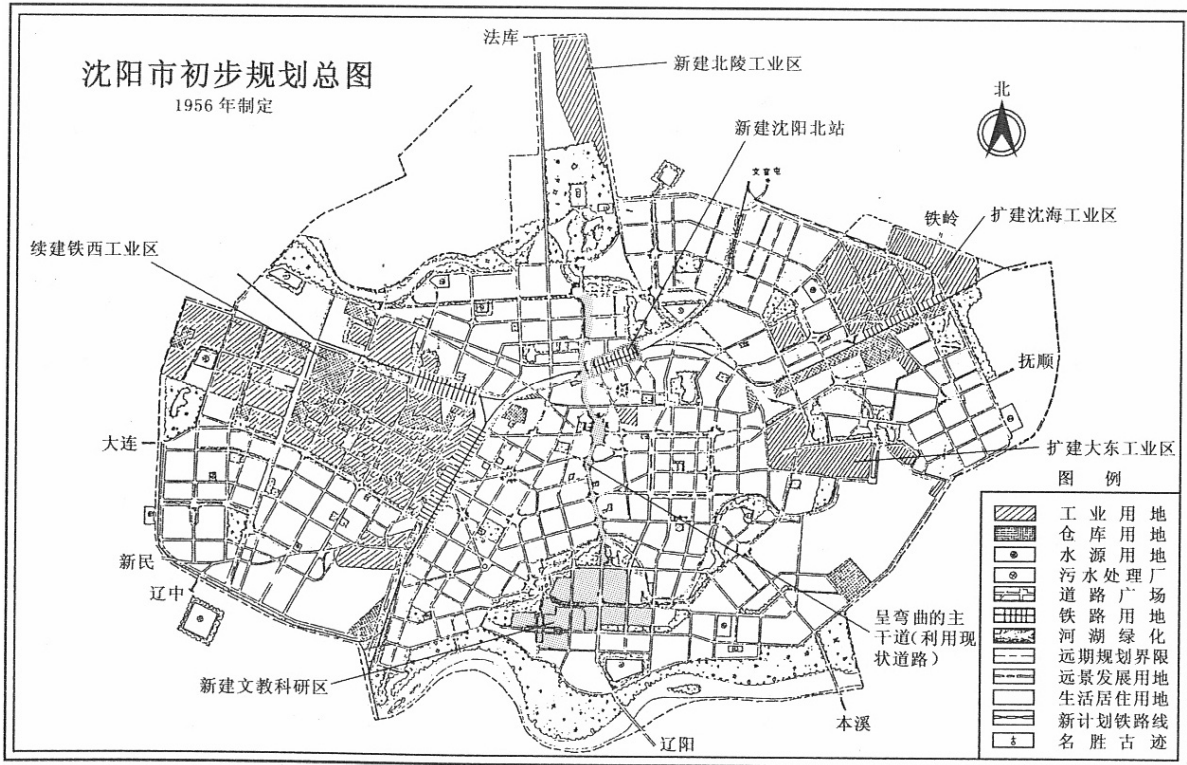 沈阳市初步规划总图
1956年制定
法库
新建北陵工业区
北
新建沈阳北站
文官屯
铁岭
扩建沈海工业区
续建铁西工业区
抚顺
大连
扩建大东工业区
新民
辽中
呈弯曲的主
干道(利用现
状道路)
新建文教科研区
本溪
辽阳
图例
工业用地
仓库用地
水源用地
污水处理厂
道路广场
铁路用地
河湖绿化
远期规划界限
远景发展用地
生活居住用地
新计划铁路线
名胜古迹